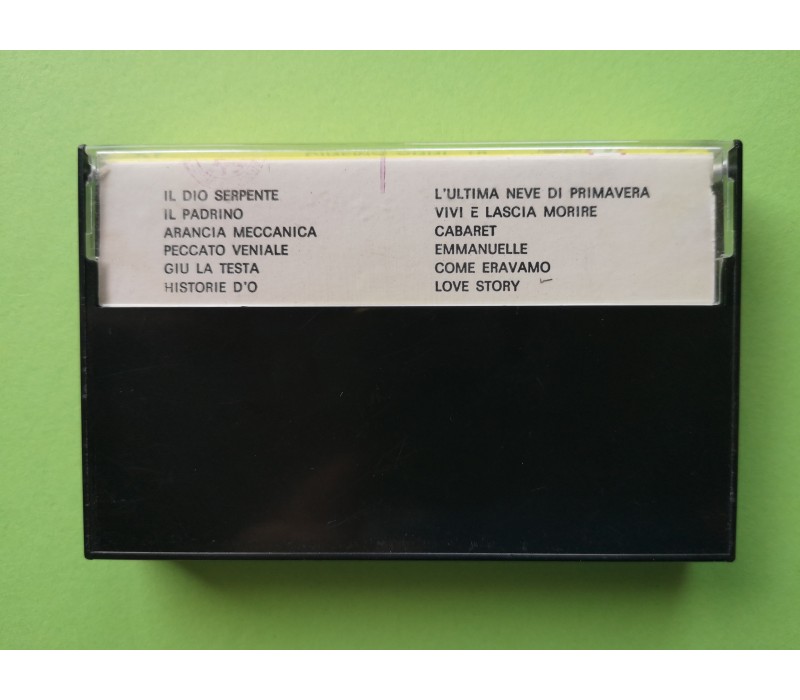 IL DIO SERPENTE
IL PADRINO
ARANCIA MECCANICA
PECCATO VENIALE
GIU LA TESTA
HISTORIE D'O
L'ULTIMA NEVE DI PRIMAVERA
VIVI E LASCIA MORIRE
CABARET
EMMANUELLE
COME ERAVAMO
LOVE STORY